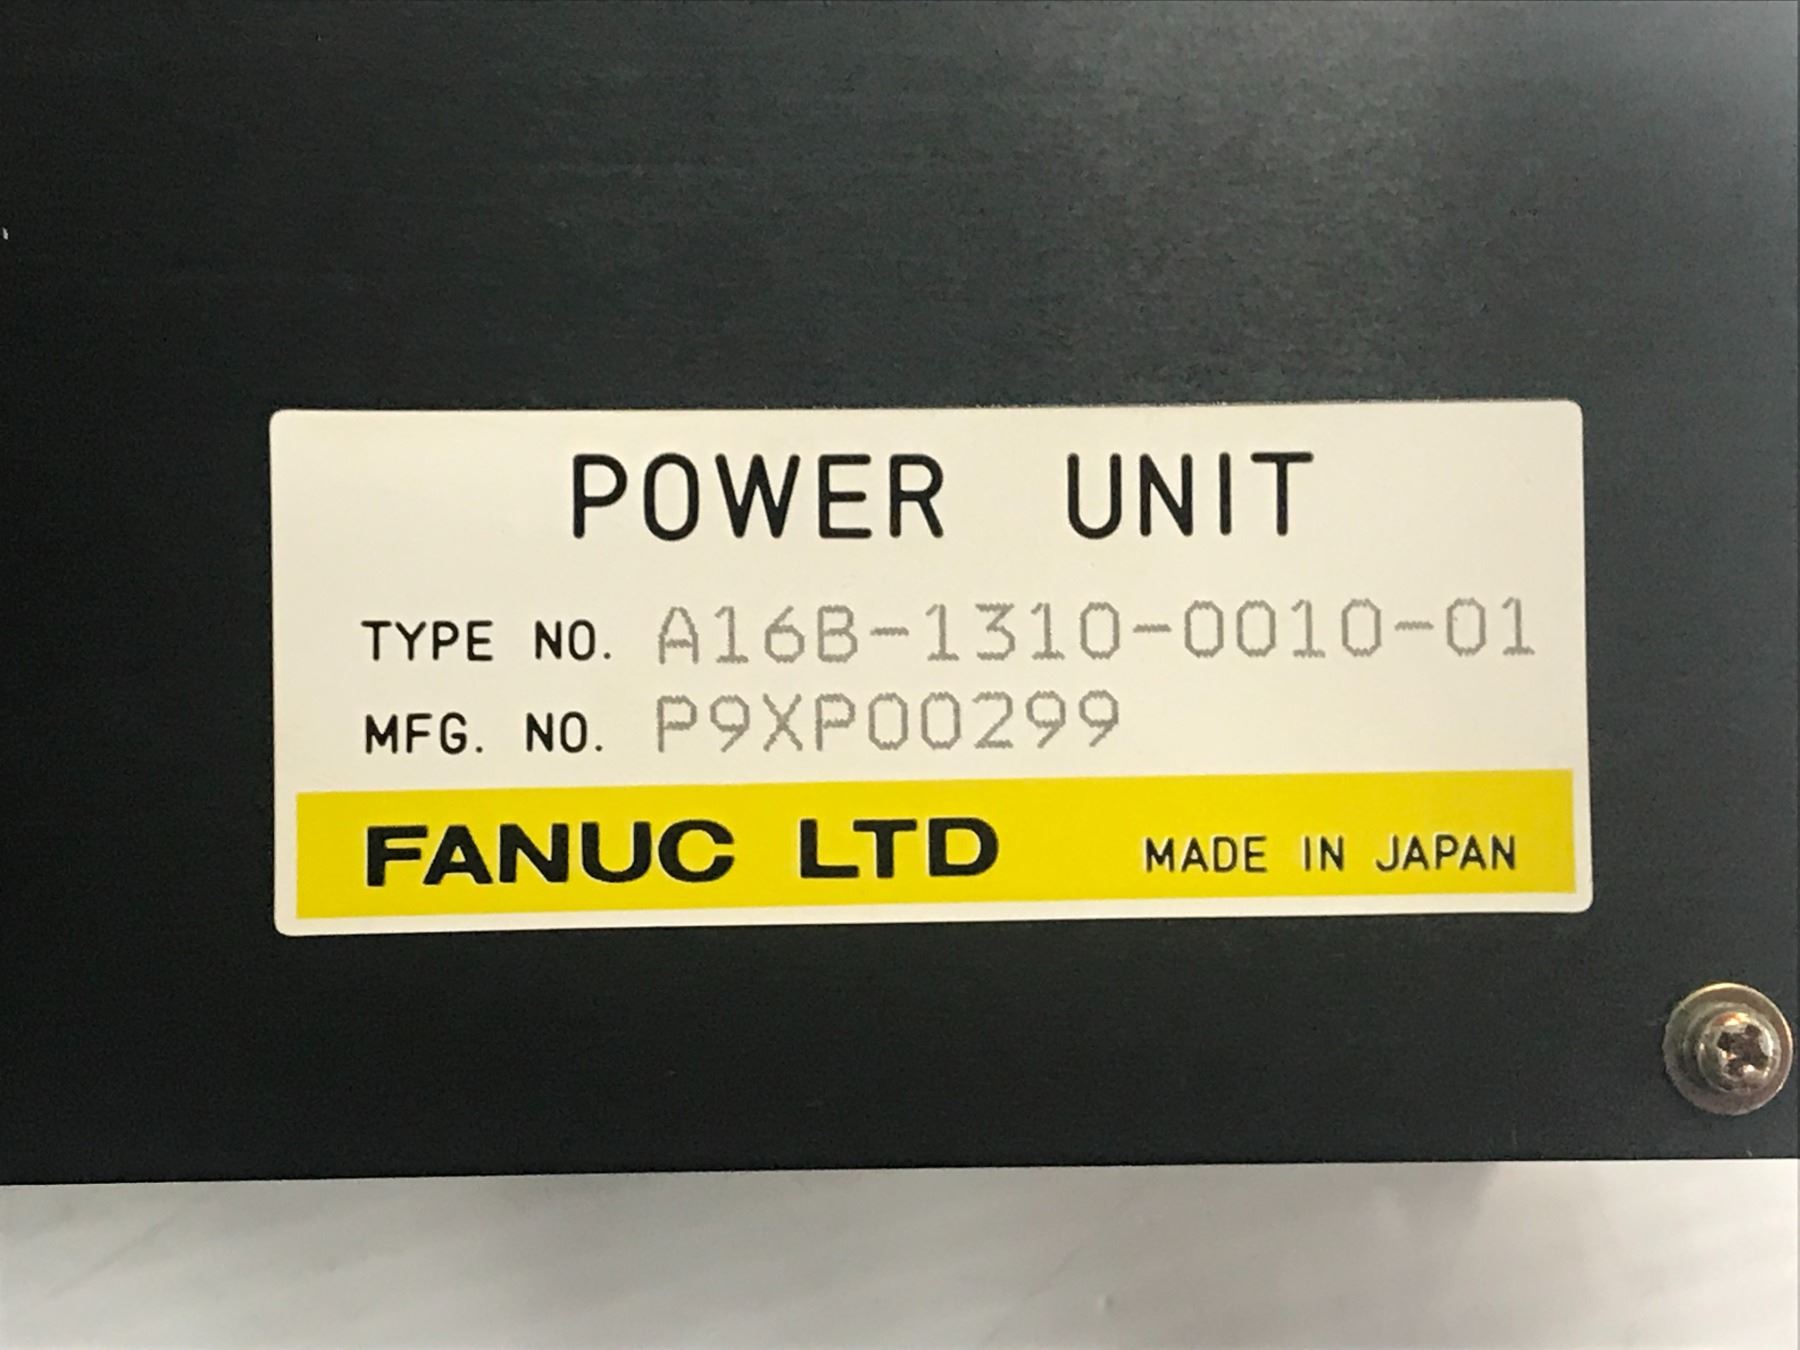 POWER UNIT
TYPE NO. A16B-1310-0010-01
MFG. NO. P9XP00299
FANUC LTD MADE IN JAPAN